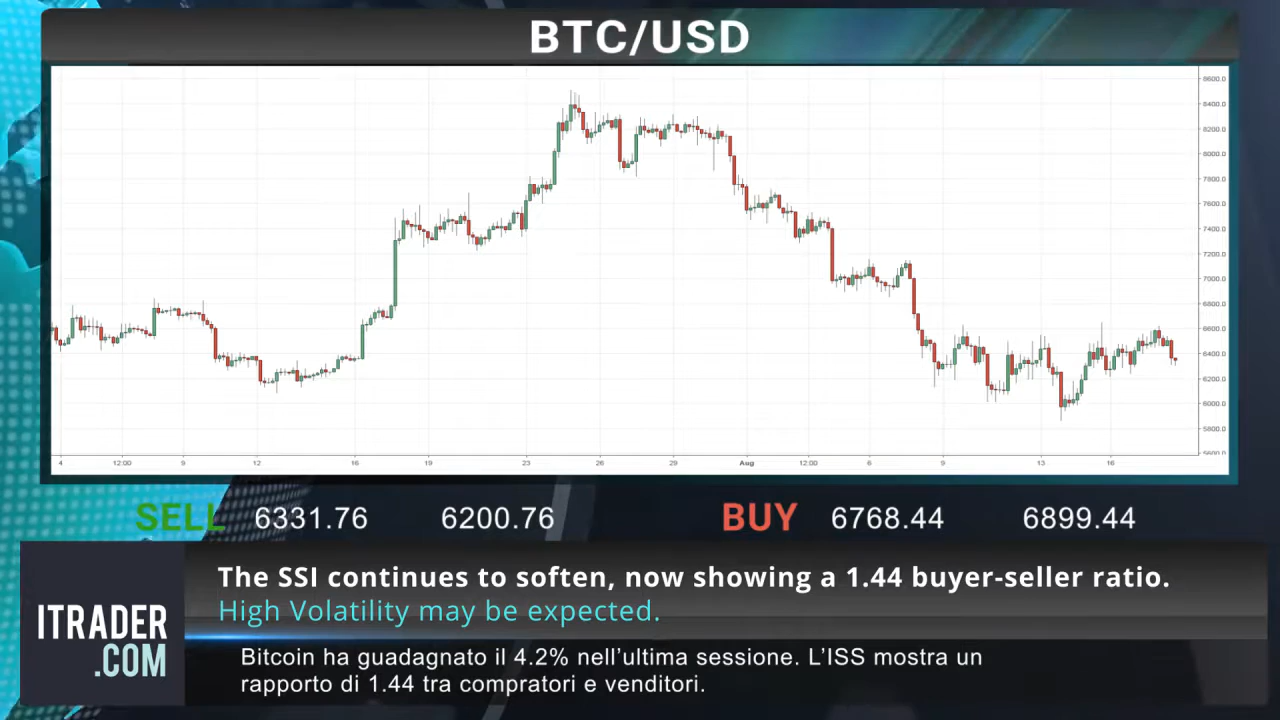 BTC/USD
8600.0
8400.0
8200.0
8000.0
7800.0
7600.0
7400.0
7200.0
7000.0
6800.0
6600.0
6400.0
6200.0
6000.0
5800.0
5600.0
4 12:00 9 12 16 19 23 26 29 Aug 12:00 6 9 13 16
SELL 6331.76 6200.76 BUY 6768.44 6899.44
The SSI continues to soften, now showing a 1.44 buyer-seller ratio.
High Volatility may be expected.
ITRADER
.COM
Bitcoin ha guadagnato il 4.2% nell'ultima sessione. L'ISS mostra un
rapporto di 1.44 tra compratori e venditori.